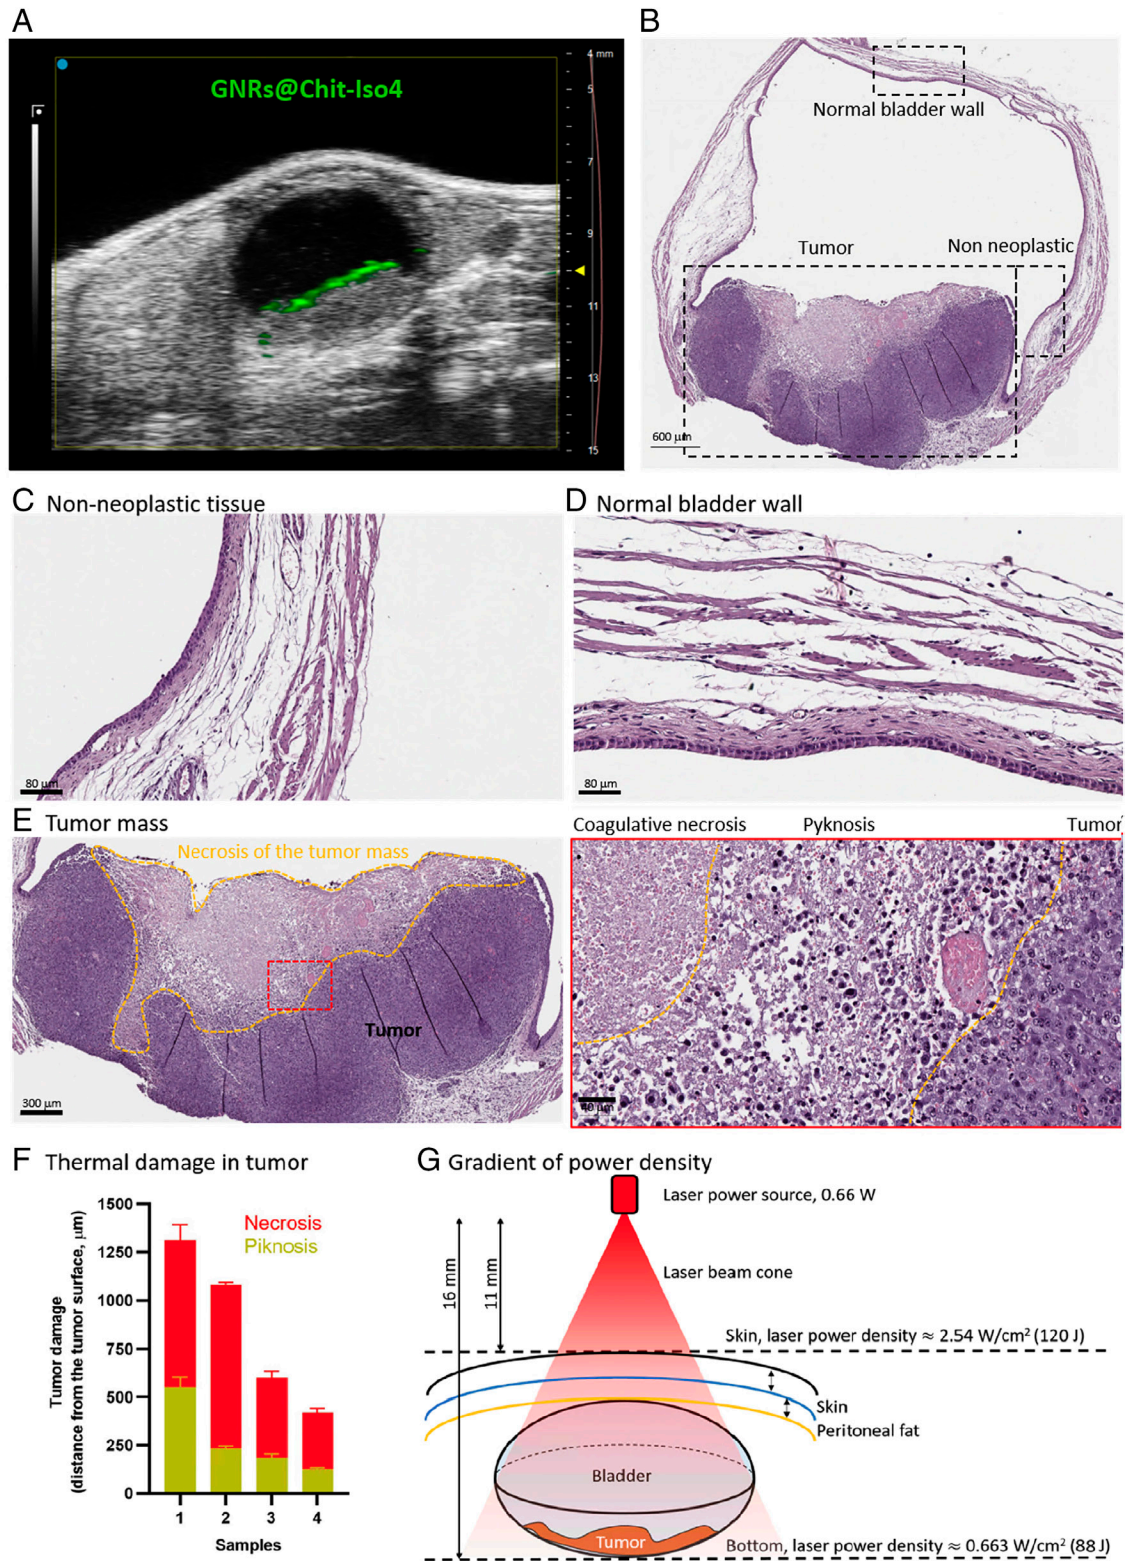 A
GNRs@Chit-Iso4
4 mm
5
7
9
11
13
15
B
Normal bladder wall
Tumor
Non neoplastic
600 µm
C Non-neoplastic tissue
80 µm
D Normal bladder wall
80 µm
E Tumor mass
Necrosis of the tumor mass
Tumor
300 µm
Coagulative necrosis Pyknosis Tumor
40 µm
F Thermal damage in tumor
Tumor damage
(distance from the tumor surface, µm)
1500
1250
1000
750
500
250
0
Necrosis
Piknosis
1 2 3 4
Samples
G Gradient of power density
Laser power source, 0.66 W
16 mm
11 mm
Laser beam cone
Skin, laser power density ≈ 2.54 W/cm² (120 J)
Skin
Peritoneal fat
Bladder
Tumor
Bottom, laser power density ≈ 0.663 W/cm² (88 J)